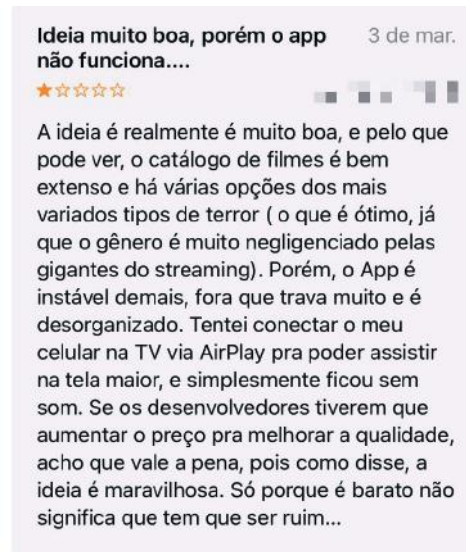 Ideia muito boa, porém o app 3 de mar.
não funciona....
A ideia é realmente é muito boa, e pelo que
pode ver, o catálogo de filmes é bem
extenso e há várias opções dos mais
variados tipos de terror ( o que é ótimo, já
que o gênero é muito negligenciado pelas
gigantes do streaming). Porém, o App é
instável demais, fora que trava muito e é
desorganizado. Tentei conectar o meu
celular na TV via AirPlay pra poder assistir
na tela maior, e simplesmente ficou sem
som. Se os desenvolvedores tiverem que
aumentar o preço pra melhorar a qualidade,
acho que vale a pena, pois como disse, a
ideia é maravilhosa. Só porque é barato não
significa que tem que ser ruim...